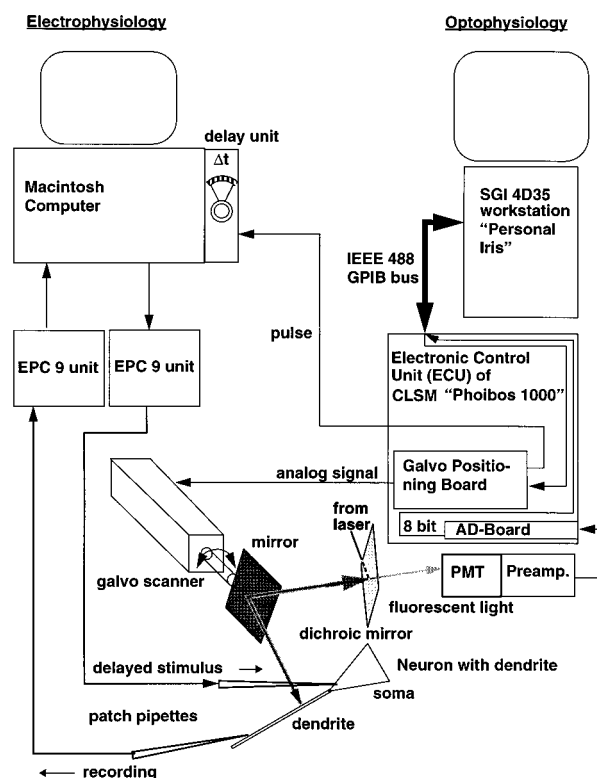 Electrophysiology
Optophysiology
delay unit
Δt
Macintosh
Computer
SGI 4D35
workstation
“Personal
Iris”
IEEE 488
GPIB bus
pulse
EPC 9 unit
EPC 9 unit
Electronic Control
Unit (ECU) of
CLSM “Phoibos 1000”
analog signal
Galvo Positio-
ning Board
from
laser
8 bit
AD-Board
mirror
galvo scanner
PMT
Preamp.
fluorescent light
dichroic mirror
delayed stimulus
Neuron with dendrite
soma
patch pipettes
dendrite
recording